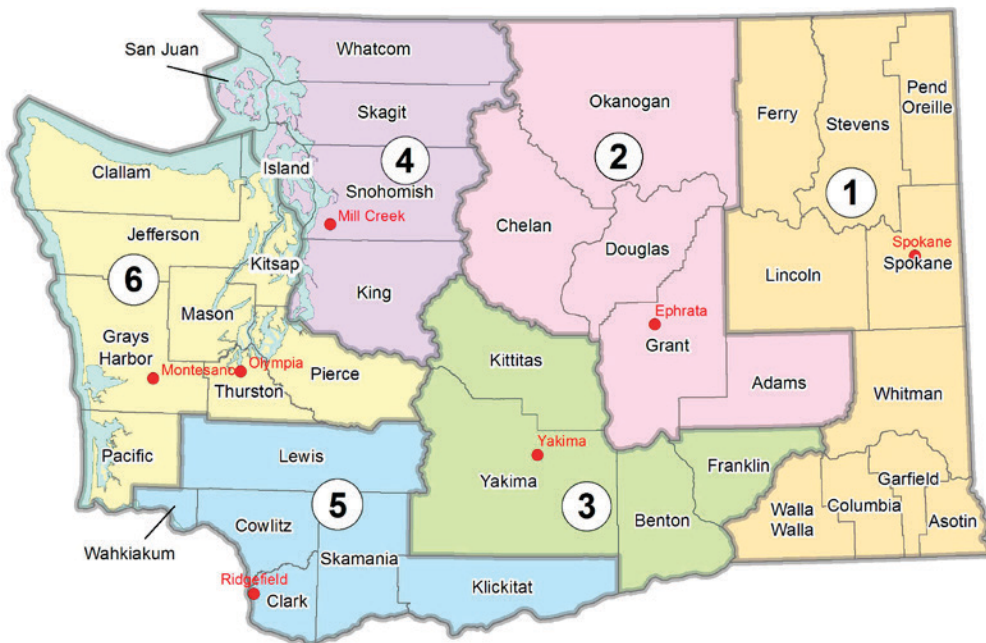 San Juan
Whatcom
Skagit
Island
4
Snohomish
Mill Creek
King
Okanogan
2
Chelan
Douglas
Ephrata
Grant
Adams
Ferry
Stevens
Pend
Oreille
1
Lincoln
Spokane
Spokane
Whitman
Garfield
Columbia
Walla
Walla
Asotin
Clallam
Jefferson
6
Kitsap
Mason
Grays
Harbor
Montesano
Olympia
Thurston
Pierce
Pacific
Kittitas
Yakima
Yakima
3
Benton
Franklin
Lewis
5
Cowlitz
Wahkiakum
Skamania
Ridgefield
Clark
Klickitat